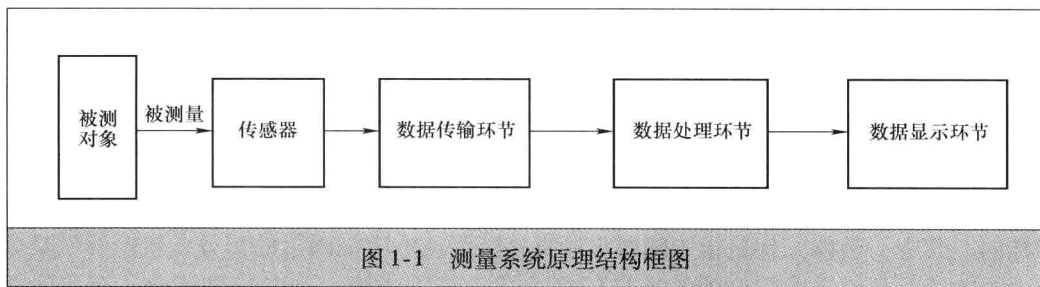 被测
对象
被测量
传感器
数据传输环节
数据处理环节
数据显示环节
图 1-1 测量系统原理结构框图